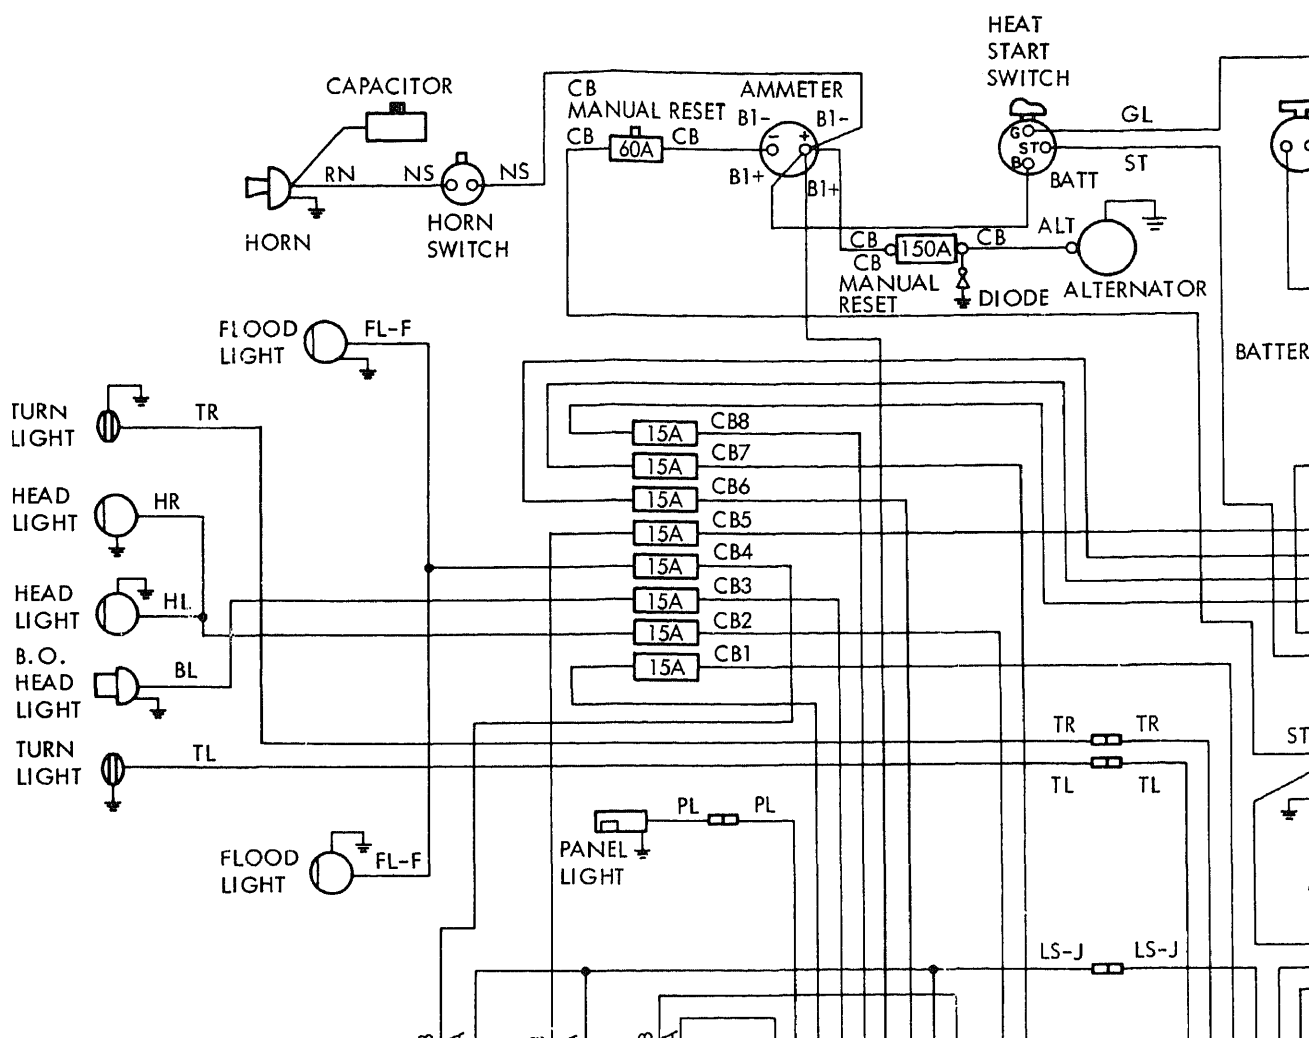 HEAT
START
SWITCH
CAPACITOR
CB
MANUAL RESET
AMMETER
B1-
B1-
GL
CB
60A
CB
-
+
G
ST
B
ST
RN
NS
NS
B1+
B1+
BATT
HORN
HORN
SWITCH
ALT
CB
CB
150A
CB
MANUAL
RESET
DIODE
ALTERNATOR
FLOOD
LIGHT
FL-F
BATTER
TURN
LIGHT
TR
15A
CB8
15A
CB7
HEAD
LIGHT
HR
15A
CB6
15A
CB5
15A
CB4
HEAD
LIGHT
HL
15A
CB3
15A
CB2
B.O.
HEAD
LIGHT
BL
15A
CB1
TR
TR
ST
TURN
LIGHT
TL
TL
TL
PL
PL
PANEL
LIGHT
FLOOD
LIGHT
FL-F
LS-J
LS-J